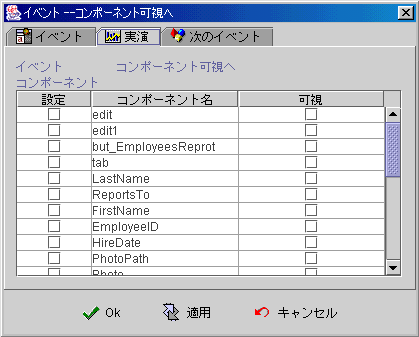 イベント --コンポーネント可視へ
イベント 実演 次のイベント
イベント コンポーネント可視へ
コンポーネント
設定 コンポーネント名 可視
edit
edit1
but_EmployeesReprot
tab
LastName
ReportsTo
FirstName
EmployeeID
HireDate
PhotoPath
Photo
Ok 適用 キャンセル